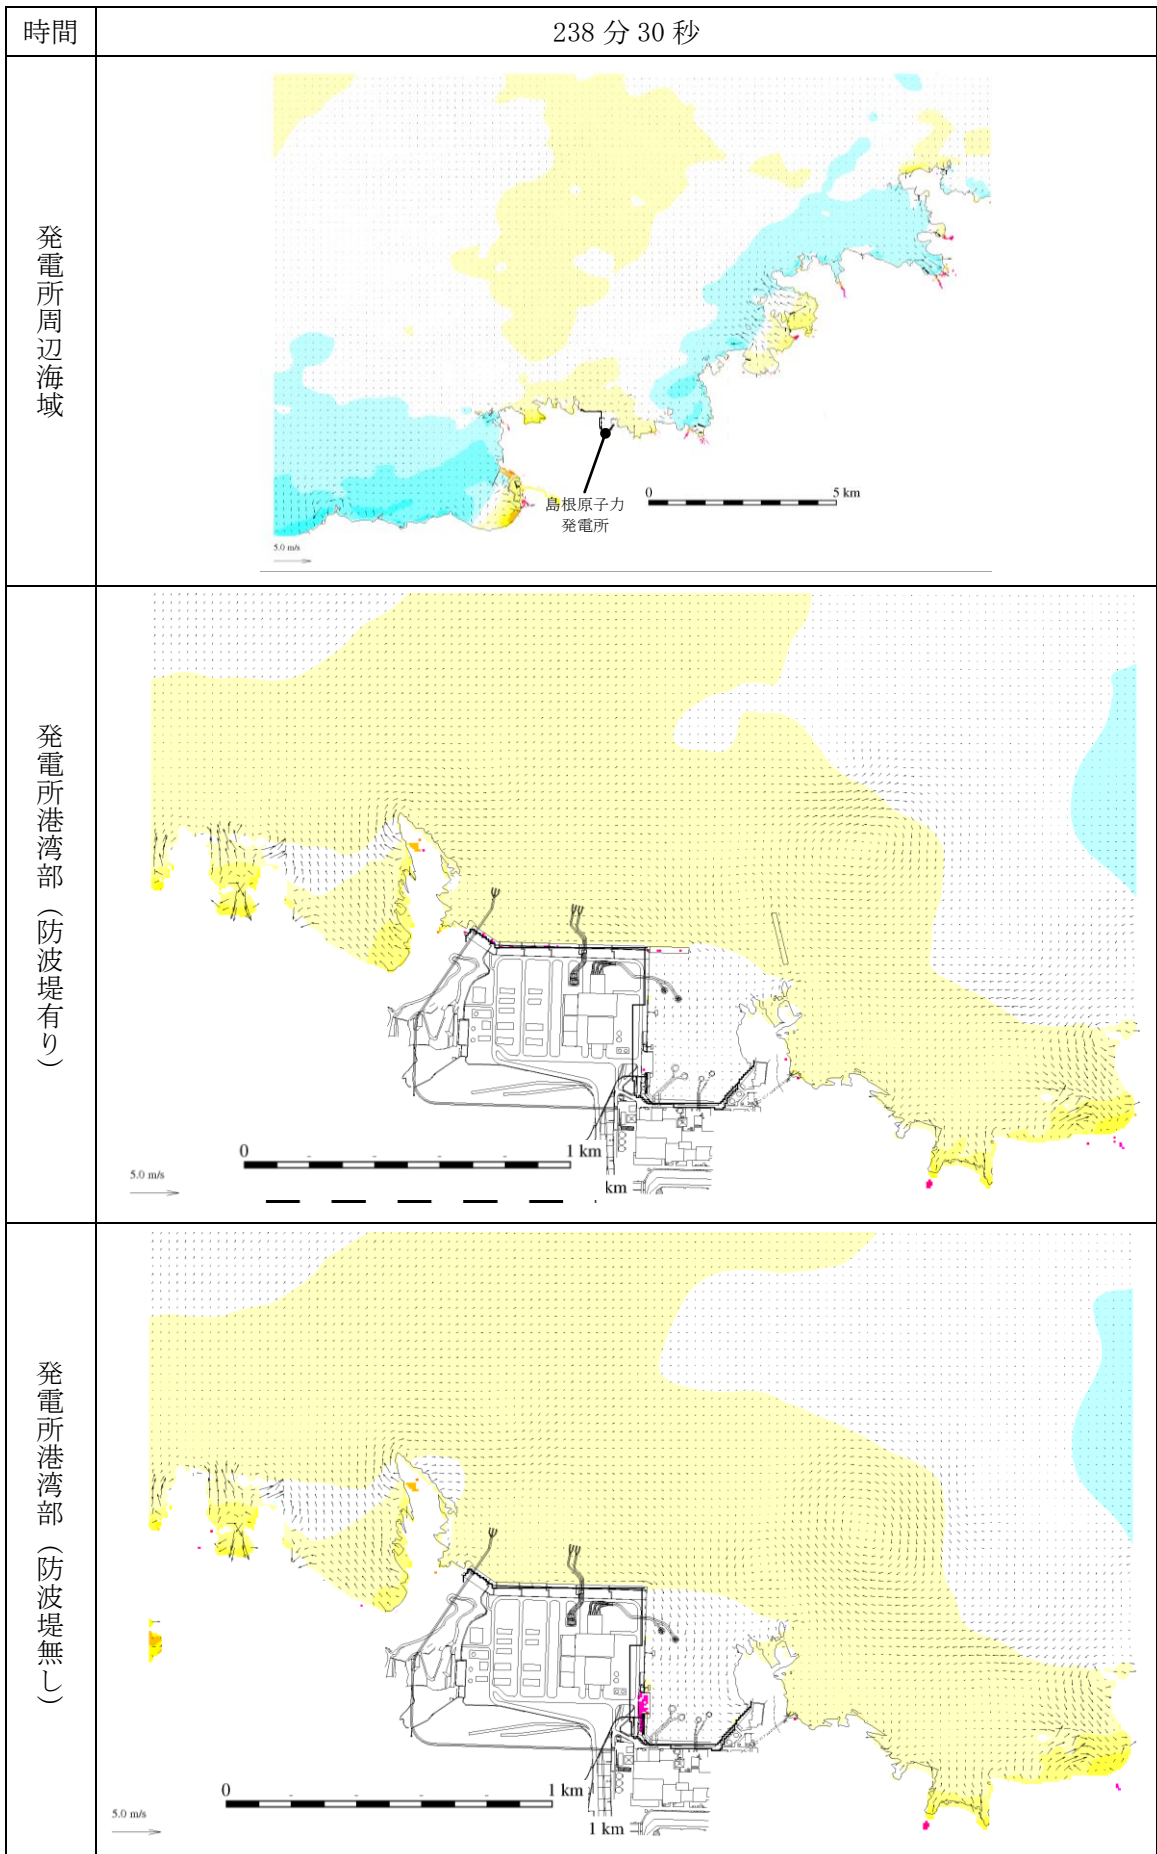 時間
238 分 30 秒
発電所周辺海域
島根原子力
発電所
0
5 km
5.0 m/s
発電所港湾部（防波堤有り）
0
1 km
5.0 m/s
km
発電所港湾部（防波堤無し）
0
1 km
5.0 m/s
1 km